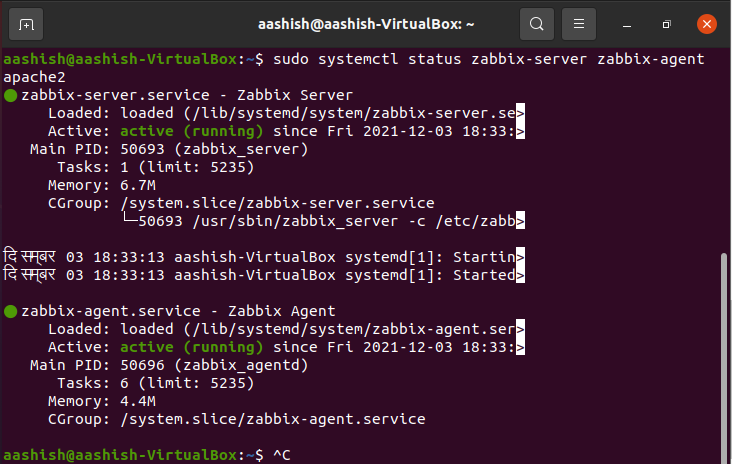 aashish@aashish-VirtualBox: ~
aashish@aashish-VirtualBox:~$ sudo systemctl status zabbix-server zabbix-agent
apache2
● zabbix-server.service - Zabbix Server
Loaded: loaded (/lib/systemd/system/zabbix-server.se>
Active: active (running) since Fri 2021-12-03 18:33:>
Main PID: 50693 (zabbix_server)
Tasks: 1 (limit: 5235)
Memory: 6.7M
CGroup: /system.slice/zabbix-server.service
└─50693 /usr/sbin/zabbix_server -c /etc/zabb>
दिसम्बर 03 18:33:13 aashish-VirtualBox systemd[1]: Startin>
दिसम्बर 03 18:33:13 aashish-VirtualBox systemd[1]: Started>
● zabbix-agent.service - Zabbix Agent
Loaded: loaded (/lib/systemd/system/zabbix-agent.ser>
Active: active (running) since Fri 2021-12-03 18:33:>
Main PID: 50696 (zabbix_agentd)
Tasks: 6 (limit: 5235)
Memory: 4.4M
CGroup: /system.slice/zabbix-agent.service
aashish@aashish-VirtualBox:~$ ^C